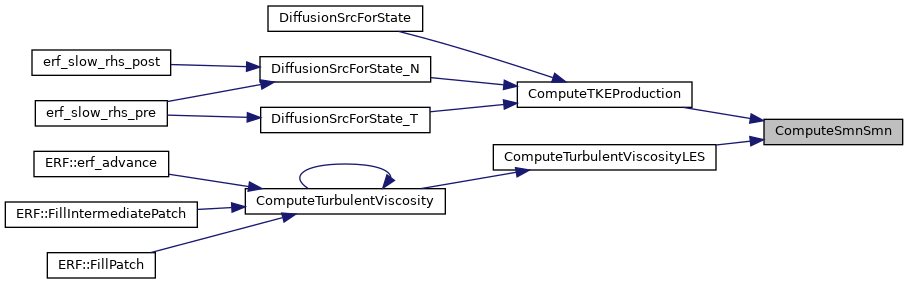 DiffusionSrcForState
erf_slow_rhs_post
DiffusionSrcForState_N
ComputeTKEProduction
erf_slow_rhs_pre
DiffusionSrcForState_T
ComputeSmnSmn
ERF::erf_advance
ComputeTurbulentViscosityLES
ERF::FillIntermediatePatch
ComputeTurbulentViscosity
ERF::FillPatch